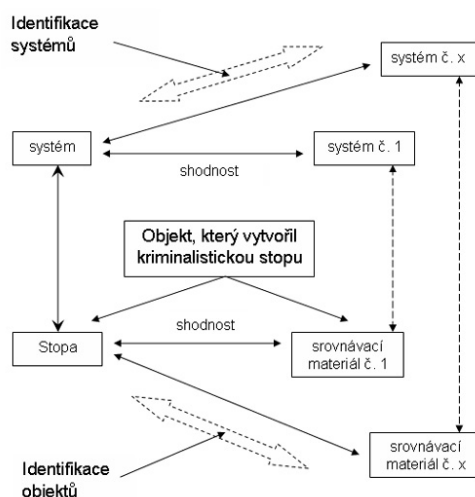 Identifikace
systémů
systém č. x
systém
systém č. 1
shodnost
Objekt, který vytvořil
kriminalistickou stopu
shodnost
Stopa
srovnávací
materiál č. 1
srovnávací
materiál č. x
Identifikace
objektů